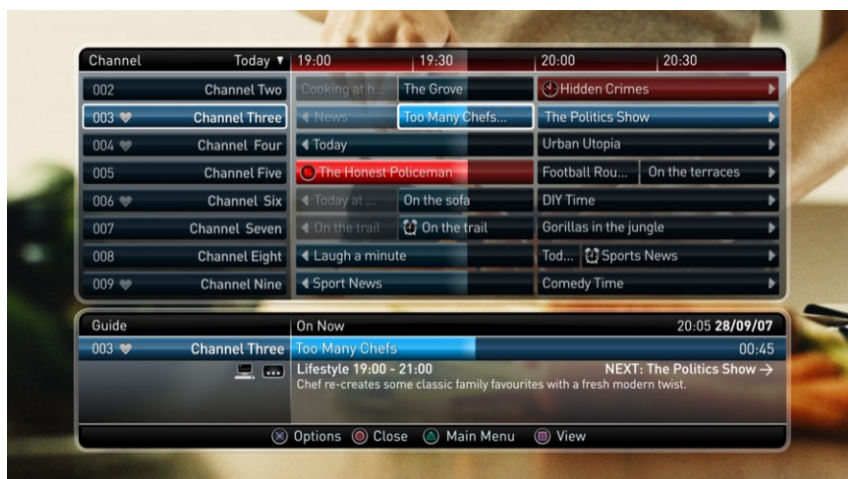 Channel Today ▼ 19:00 19:30 20:00 20:30
002 Channel Two Cooking at h... The Grove Hidden Crimes
003 Channel Three News Too Many Chefs... The Politics Show
004 Channel Four Today Urban Utopia
005 Channel Five The Honest Policeman Football Rou... On the terraces
006 Channel Six Today at ... On the sofa DIY Time
007 Channel Seven On the trail On the trail Gorillas in the jungle
008 Channel Eight Laugh a minute Tod... Sports News
009 Channel Nine Sport News Comedy Time
Guide On Now 20:05 28/09/07
003 Channel Three Too Many Chefs 00:45
Lifestyle 19:00 - 21:00 NEXT: The Politics Show →
Chef re-creates some classic family favourites with a fresh modern twist.
Options Close Main Menu View